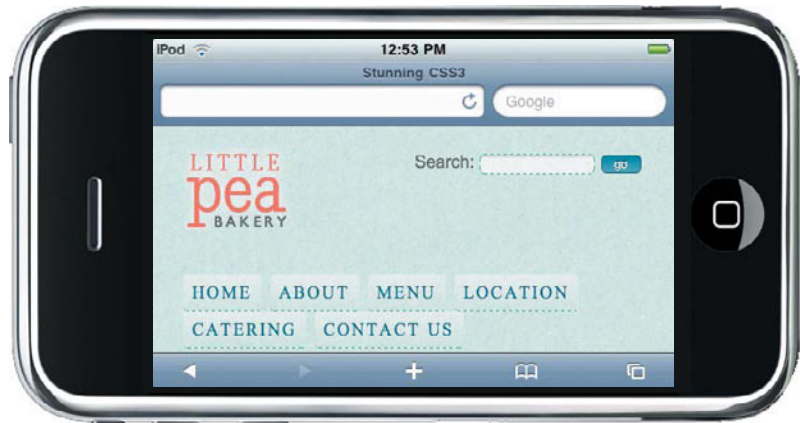 iPod 12:53 PM
Stunning CSS3
Google
LITTLE
pea
BAKERY
Search: go
HOME ABOUT MENU LOCATION
CATERING CONTACT US